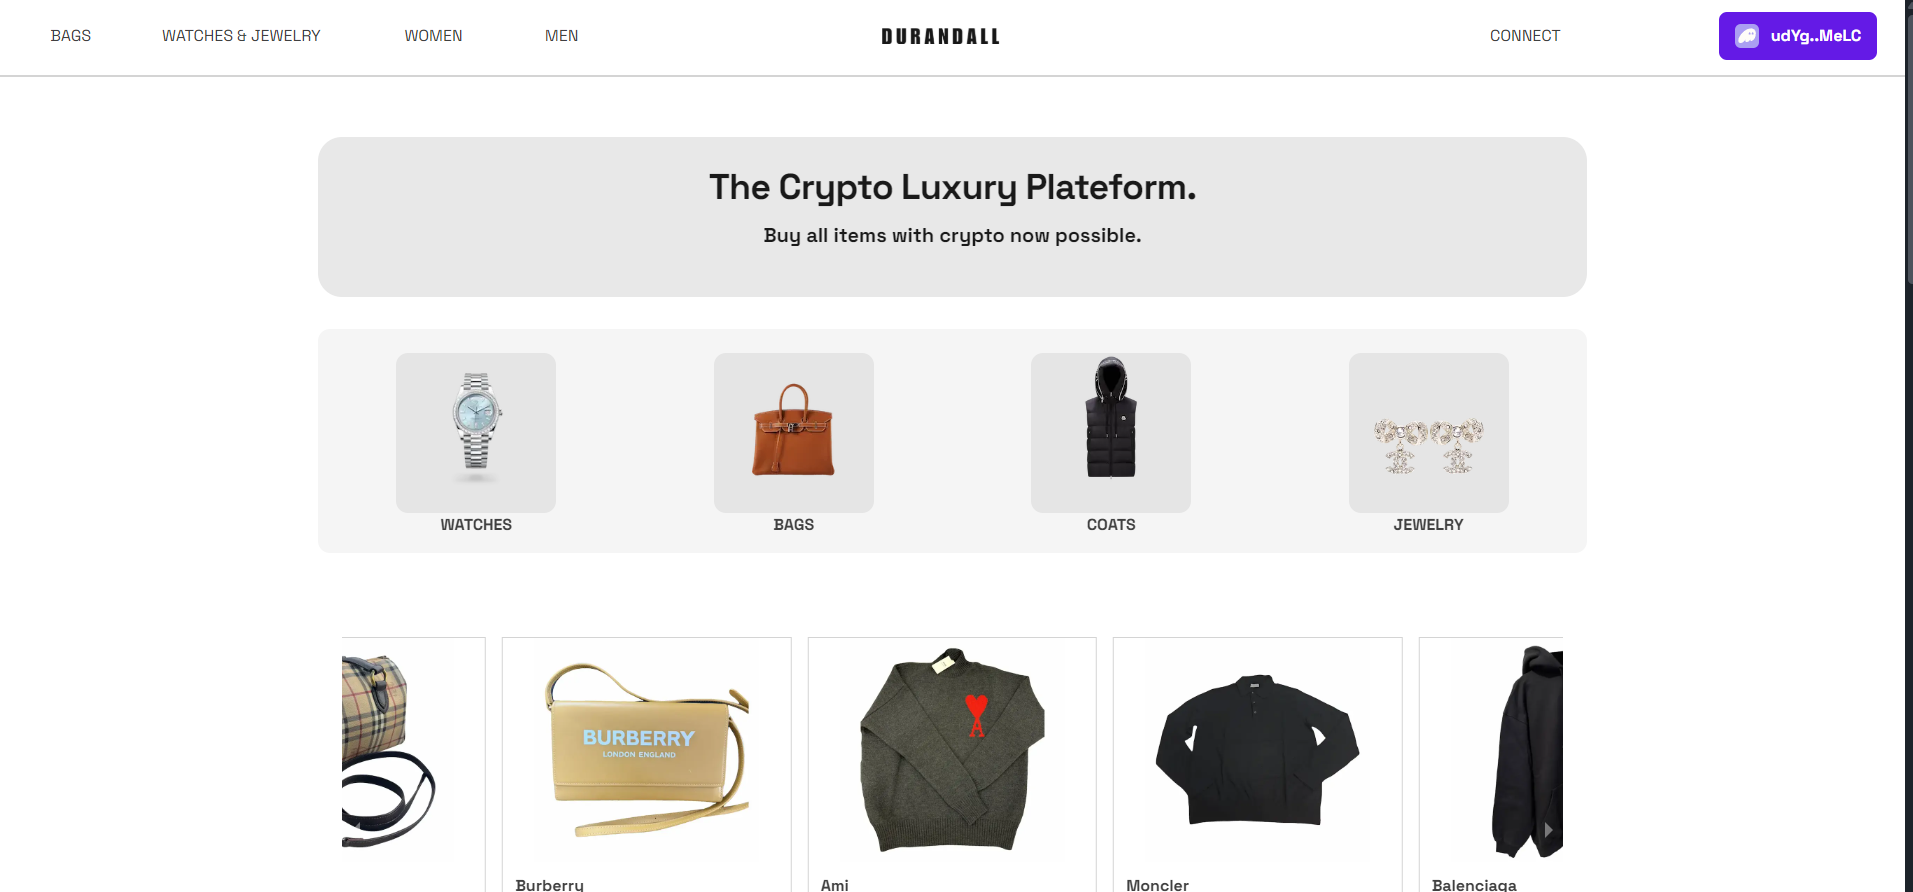 BAGS
WATCHES & JEWELRY
WOMEN
MEN
DURANDALL
CONNECT
udYg..MeLC
The Crypto Luxury Plateform.
Buy all items with crypto now possible.
WATCHES
BAGS
COATS
JEWELRY
BURBERRY
LONDON ENGLAND
Burberry
Ami
Moncler
Balenciaga